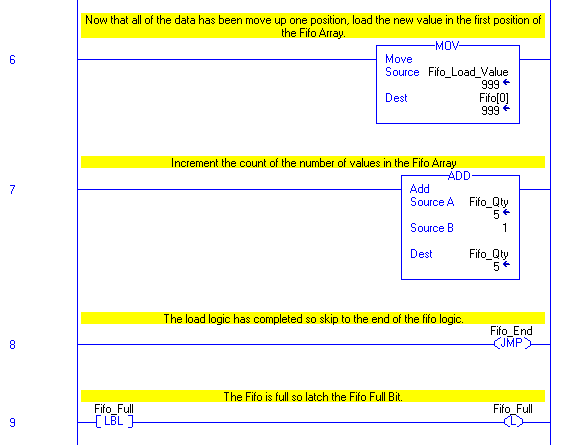 Now that all of the data has been move up one position, load the new value in the first position of
the Fifo Array.
MOV
6
Move
Source Fifo_Load_Value
999
Dest Fifo[0]
999
Increment the count of the number of values in the Fifo Array
ADD
7
Add
Source A Fifo_Qty
5
Source B 1
Dest Fifo_Qty
5
The load logic has completed so skip to the end of the fifo logic.
Fifo_End
8 JMP
The Fifo is full so latch the Fifo Full Bit.
Fifo_Full Fifo_Full
9 LBL L